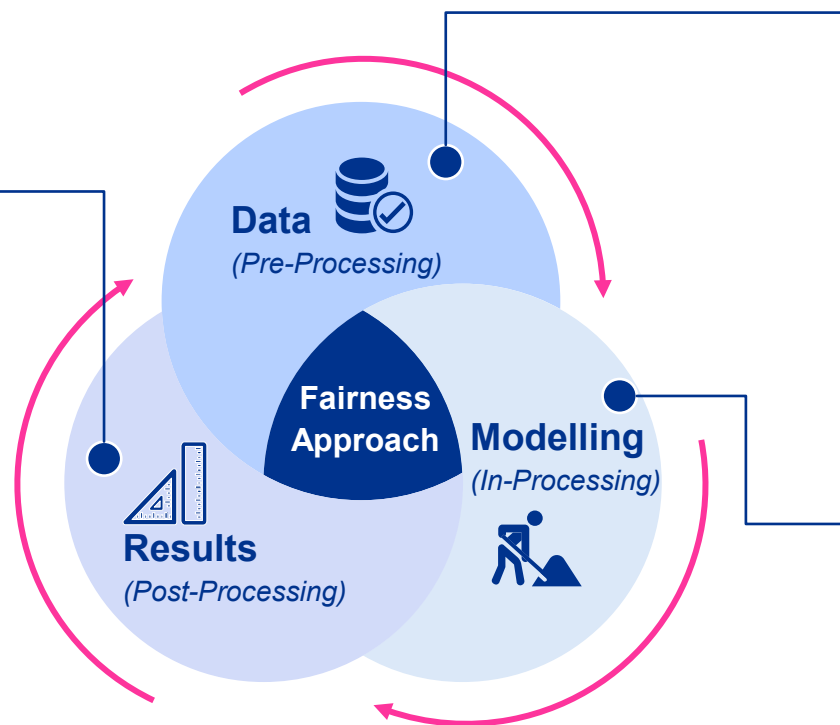 Data
(Pre-Processing)
Fairness
Approach
Modelling
(In-Processing)
Results
(Post-Processing)